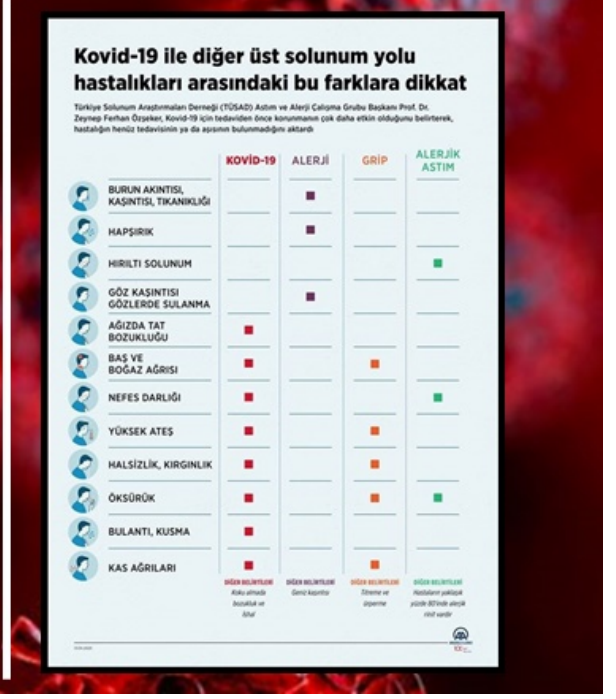 Kovid-19 ile diğer üst solunum yolu
hastalıkları arasındaki bu farklara dikkat
Türkiye Solunum Araştırmaları Derneği (TÜSAD) Astım ve Alerji Çalışma Grubu Başkanı Prof. Dr.
Zeynep Ferhan Özşeker, Kovid-19 için tedaviden önce korunmanın çok daha etkin olduğunu belirterek,
hastalığın henüz tedavisinin ya da aşısının bulunmadığını aktardı
KOVİD-19 ALERJİ GRİP ALERJİK
ASTIM
BURUN AKINTISI,
KAŞINTISI, TIKANIKLIĞI
HAPŞIRIK
HIRILTI SOLUNUM
GÖZ KAŞINTISI
GÖZLERDE SULANMA
AĞIZDA TAT
BOZUKLUĞU
BAŞ VE
BOĞAZ AĞRISI
NEFES DARLIĞI
YÜKSEK ATEŞ
HALSİZLİK, KIRGINLIK
ÖKSÜRÜK
BULANTI, KUSMA
KAS AĞRILARI
DİĞER BELİRTİLERİ DİĞER BELİRTİLERİ DİĞER BELİRTİLERİ DİĞER BELİRTİLERİ
Koku almada Geniz kaşıntısı Titreme ve Hastaların yaklaşık
bozukluk ve ürperme yüzde 80'inde alerjik
ishal rinit vardır